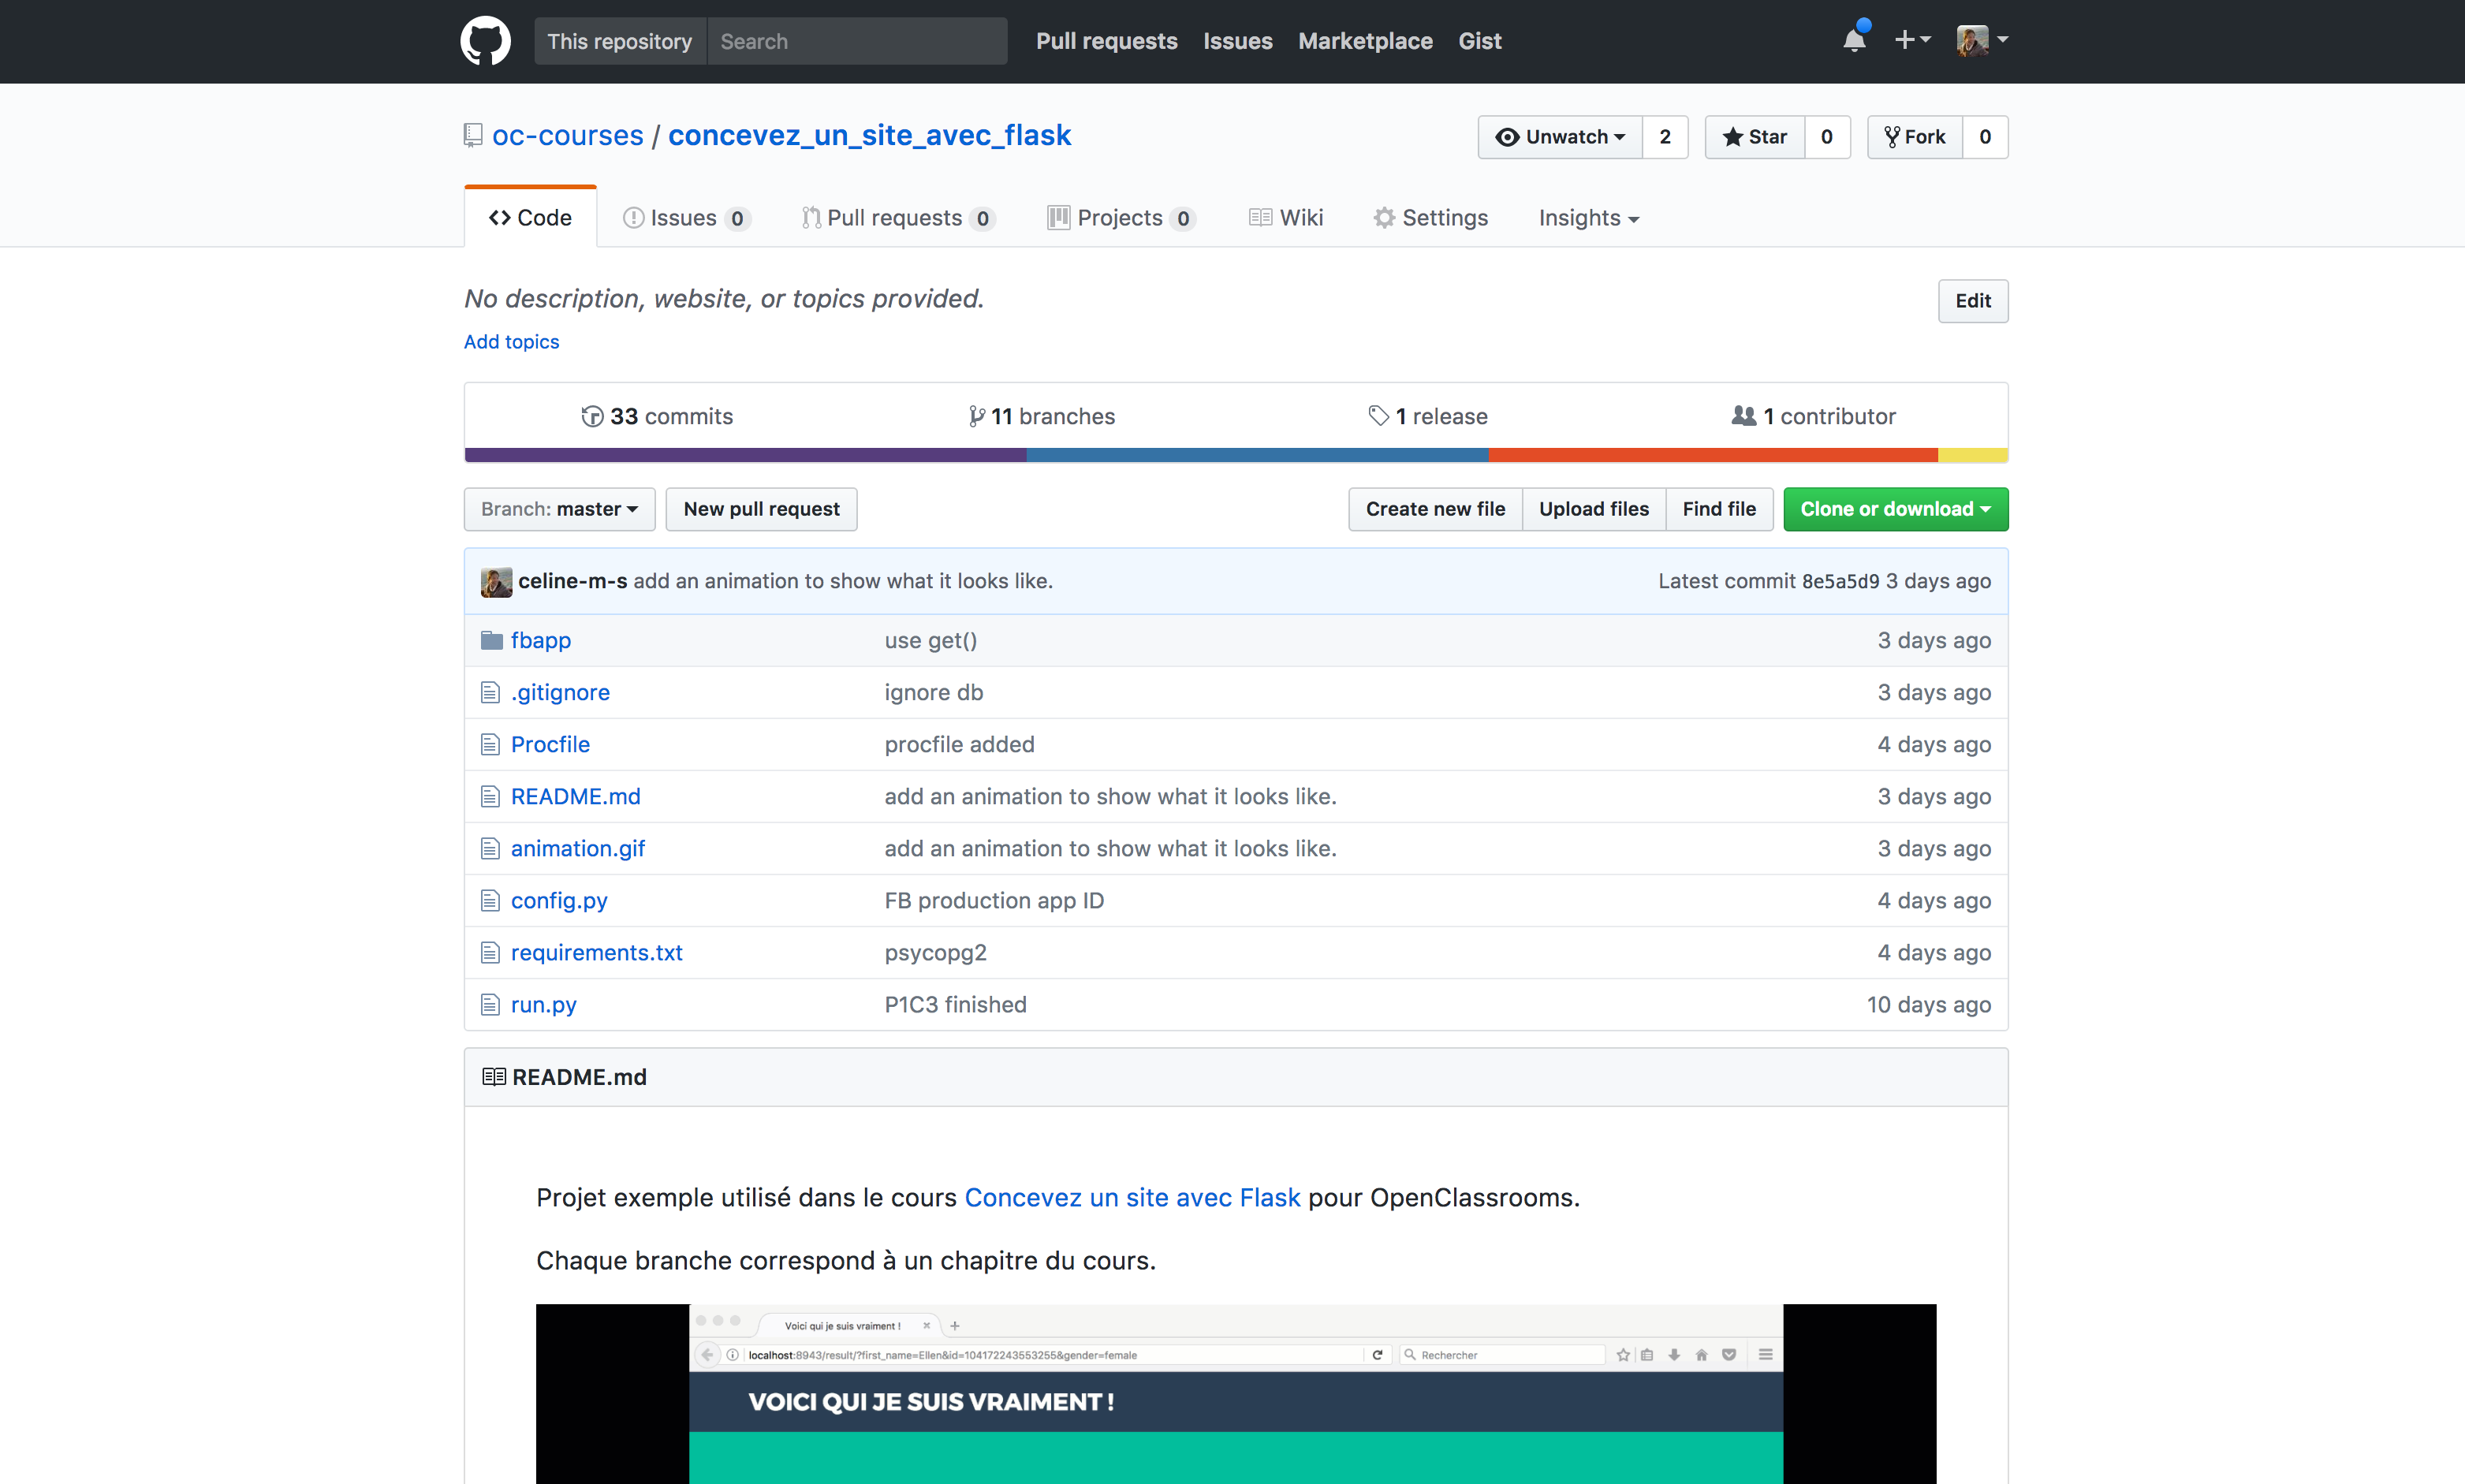 This repository Search Pull requests Issues Marketplace Gist
oc-courses / concevez_un_site_avec_flask Unwatch 2 Star 0 Fork 0
Code Issues 0 Pull requests 0 Projects 0 Wiki Settings Insights
No description, website, or topics provided. Edit
Add topics
33 commits 11 branches 1 release 1 contributor
Branch: master New pull request Create new file Upload files Find file Clone or download
celine-m-s add an animation to show what it looks like. Latest commit 8e5a5d9 3 days ago
fbapp use get() 3 days ago
.gitignore ignore db 3 days ago
Procfile procfile added 4 days ago
README.md add an animation to show what it looks like. 3 days ago
animation.gif add an animation to show what it looks like. 3 days ago
config.py FB production app ID 4 days ago
requirements.txt psycopg2 4 days ago
run.py P1C3 finished 10 days ago
README.md
Projet exemple utilisé dans le cours Concevez un site avec Flask pour OpenClassrooms.
Chaque branche correspond à un chapitre du cours.
Voici qui je suis vraiment !
localhost:8943/result/?first_name=Ellen&id=104172243553255&gender=female Rechercher
VOICI QUI JE SUIS VRAIMENT !